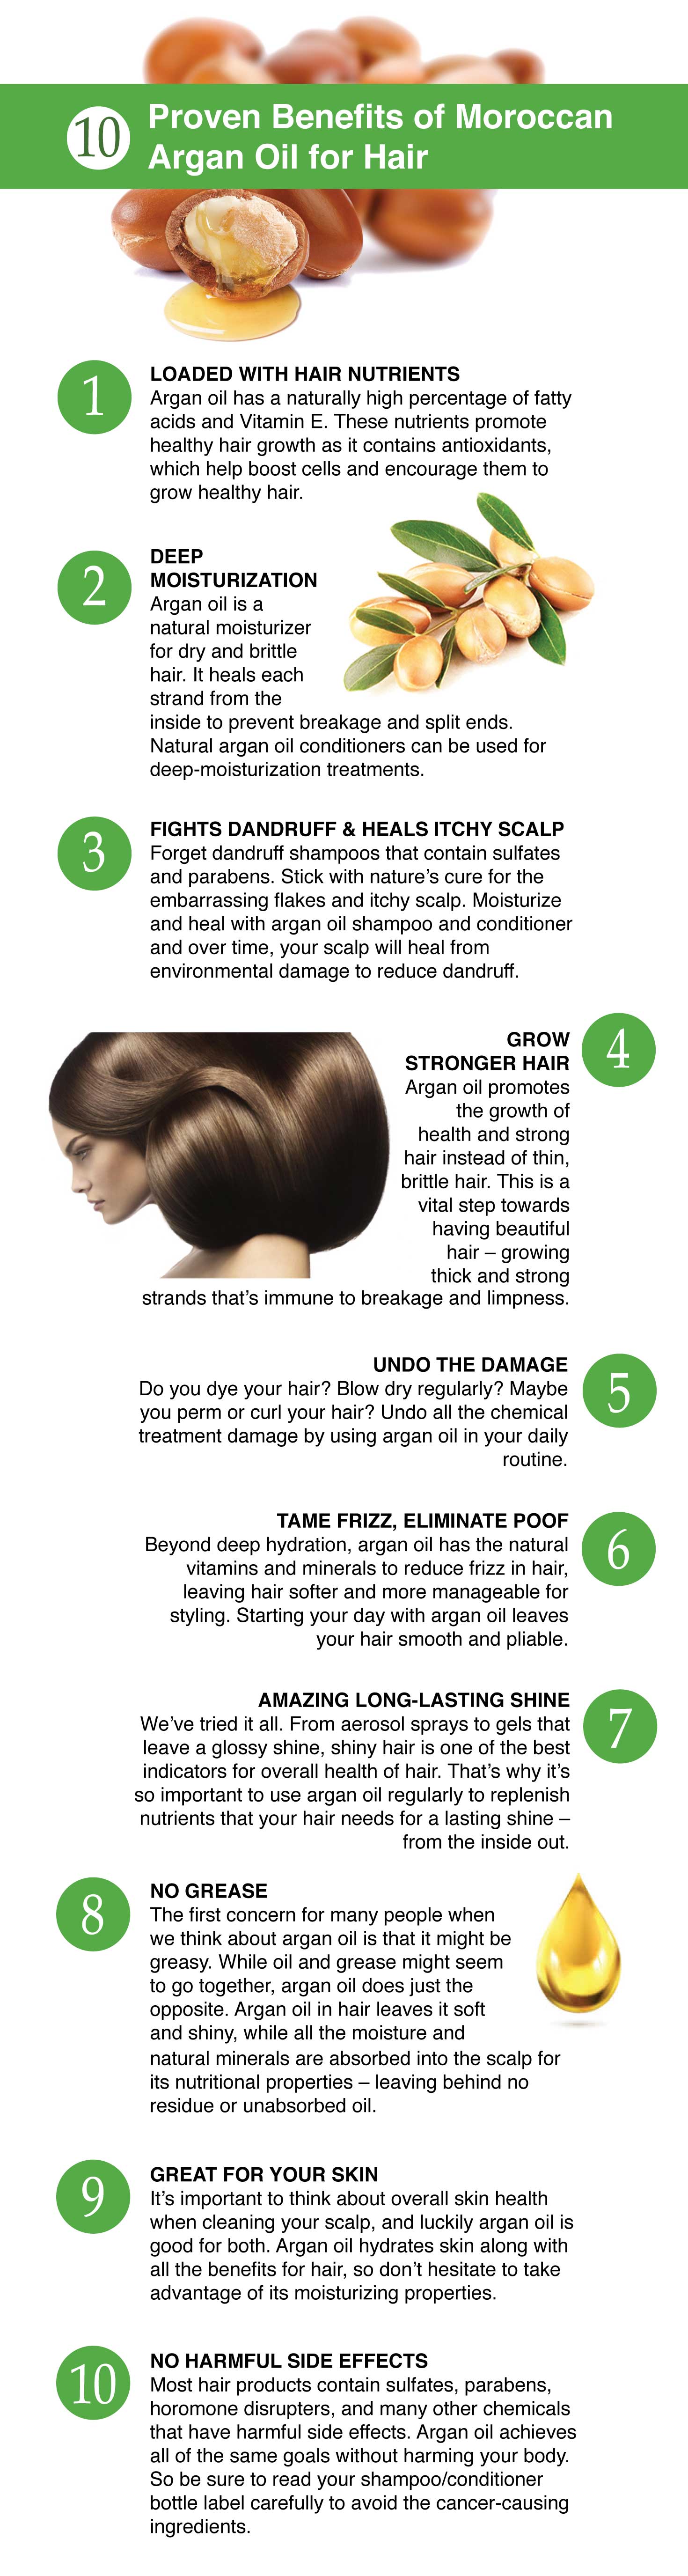 10
Proven Benefits of Moroccan
Argan Oil for Hair
1
LOADED WITH HAIR NUTRIENTS
Argan oil has a naturally high percentage of fatty
acids and Vitamin E. These nutrients promote
healthy hair growth as it contains antioxidants,
which help boost cells and encourage them to
grow healthy hair.
2
DEEP
MOISTURIZATION
Argan oil is a
natural moisturizer
for dry and brittle
hair. It heals each
strand from the
inside to prevent breakage and split ends.
Natural argan oil conditioners can be used for
deep-moisturization treatments.
3
FIGHTS DANDRUFF & HEALS ITCHY SCALP
Forget dandruff shampoos that contain sulfates
and parabens. Stick with nature’s cure for the
embarrassing flakes and itchy scalp. Moisturize
and heal with argan oil shampoo and conditioner
and over time, your scalp will heal from
environmental damage to reduce dandruff.
4
GROW
STRONGER HAIR
Argan oil promotes
the growth of
health and strong
hair instead of thin,
brittle hair. This is a
vital step towards
having beautiful
hair – growing
thick and strong
strands that’s immune to breakage and limpness.
5
UNDO THE DAMAGE
Do you dye your hair? Blow dry regularly? Maybe
you perm or curl your hair? Undo all the chemical
treatment damage by using argan oil in your daily
routine.
6
TAME FRIZZ, ELIMINATE POOF
Beyond deep hydration, argan oil has the natural
vitamins and minerals to reduce frizz in hair,
leaving hair softer and more manageable for
styling. Starting your day with argan oil leaves
your hair smooth and pliable.
7
AMAZING LONG-LASTING SHINE
We’ve tried it all. From aerosol sprays to gels that
leave a glossy shine, shiny hair is one of the best
indicators for overall health of hair. That’s why it’s
so important to use argan oil regularly to replenish
nutrients that your hair needs for a lasting shine –
from the inside out.
8
NO GREASE
The first concern for many people when
we think about argan oil is that it might be
greasy. While oil and grease might seem
to go together, argan oil does just the
opposite. Argan oil in hair leaves it soft
and shiny, while all the moisture and
natural minerals are absorbed into the scalp for
its nutritional properties – leaving behind no
residue or unabsorbed oil.
9
GREAT FOR YOUR SKIN
It’s important to think about overall skin health
when cleaning your scalp, and luckily argan oil is
good for both. Argan oil hydrates skin along with
all the benefits for hair, so don’t hesitate to take
advantage of its moisturizing properties.
10
NO HARMFUL SIDE EFFECTS
Most hair products contain sulfates, parabens,
horomone disrupters, and many other chemicals
that have harmful side effects. Argan oil achieves
all of the same goals without harming your body.
So be sure to read your shampoo/conditioner
bottle label carefully to avoid the cancer-causing
ingredients.